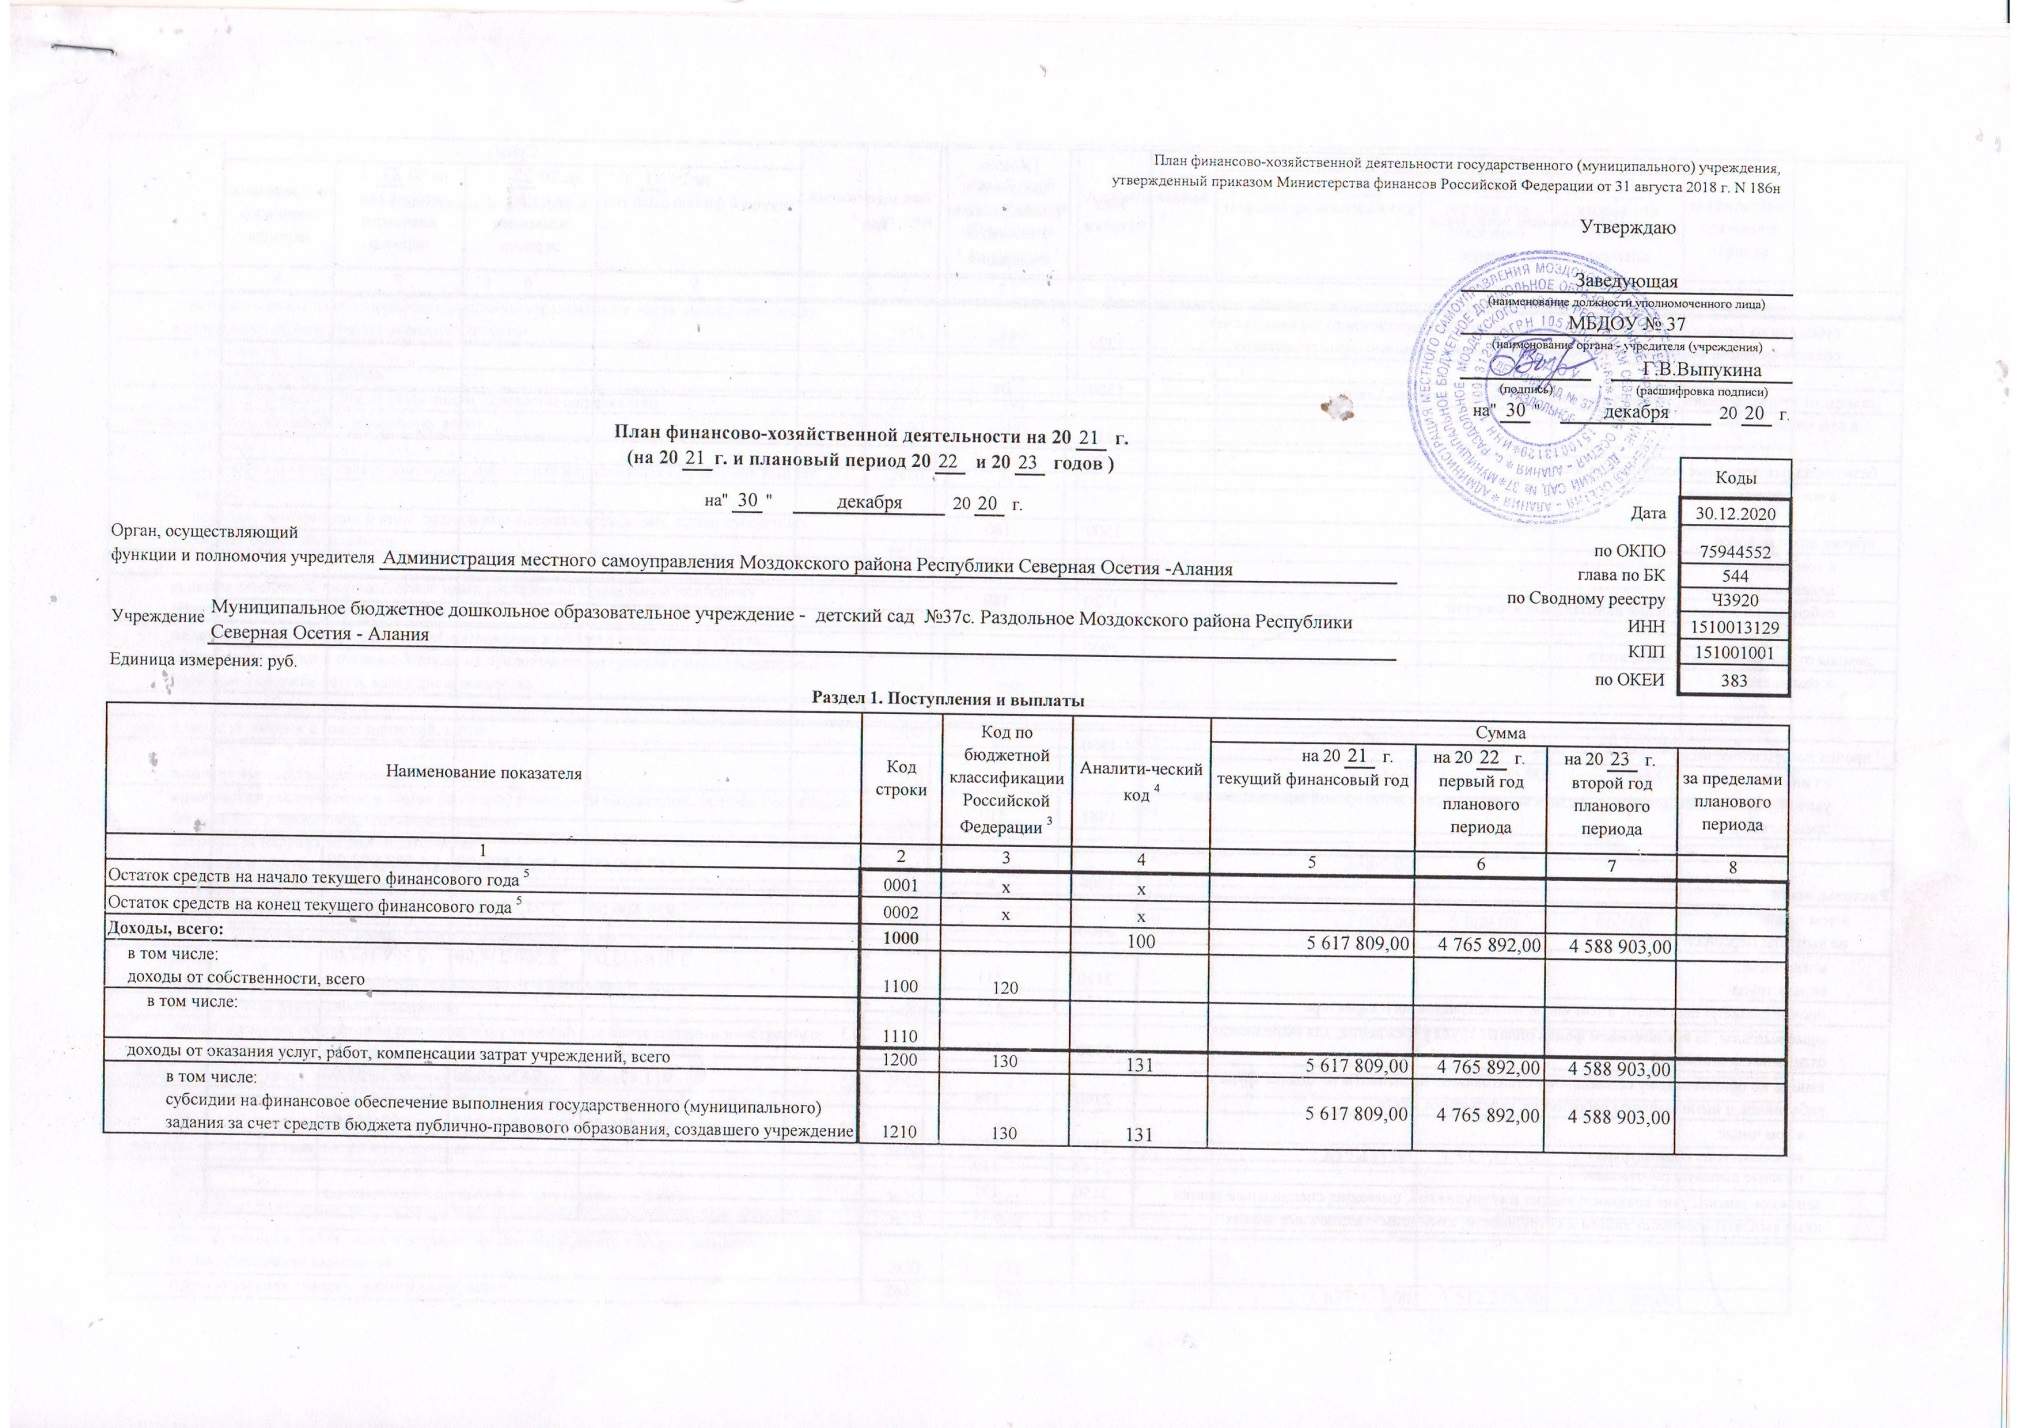 План финансово-хозяйственной деятельности государственного (муниципального) учреждения,
утвержденный приказом Министерства финансов Российской Федерации от 31 августа 2018 г. N 186н
Утверждаю
Заведующая
(наименование должности уполномоченного лица)
МБДОУ № 37
(наименование органа - учредителя (учреждения)
Г.В.Выпукина
(подпись) (расшифровка подписи)
на" 30 " декабря 20 20 г.
План финансово-хозяйственной деятельности на 20 21 г.
(на 20 21 г. и плановый период 20 22 и 20 23 годов )
на" 30 " декабря 20 20 г.
Коды
Дата 30.12.2020
Орган, осуществляющий
функции и полномочия учредителя Администрация местного самоуправления Моздокского района Республики Северная Осетия -Алания
по ОКПО 75944552
глава по БК 544
по Сводному реестру Ч3920
Учреждение Муниципальное бюджетное дошкольное образовательное учреждение - детский сад №37с. Раздольное Моздокского района Республики
Северная Осетия - Алания
ИНН 1510013129
КПП 151001001
Единица измерения: руб.
по ОКЕИ 383
Раздел 1. Поступления и выплаты
Наименование показателя
Код
строки
Код по
бюджетной
классификации
Российской
Федерации 3
Аналити-ческий
код 4
Сумма
на 20 21 г.
текущий финансовый год
на 20 22 г.
первый год
планового
периода
на 20 23 г.
второй год
планового
периода
за пределами
планового
периода
1 2 3 4 5 6 7 8
Остаток средств на начало текущего финансового года 5 0001 х х
Остаток средств на конец текущего финансового года 5 0002 х х
Доходы, всего: 1000 100 5 617 809,00 4 765 892,00 4 588 903,00
в том числе:
доходы от собственности, всего 1100 120
в том числе:
1110
доходы от оказания услуг, работ, компенсации затрат учреждений, всего 1200 130 131 5 617 809,00 4 765 892,00 4 588 903,00
в том числе:
субсидии на финансовое обеспечение выполнения государственного (муниципального)
задания за счет средств бюджета публично-правового образования, создавшего учреждение 1210 130 131 5 617 809,00 4 765 892,00 4 588 903,00